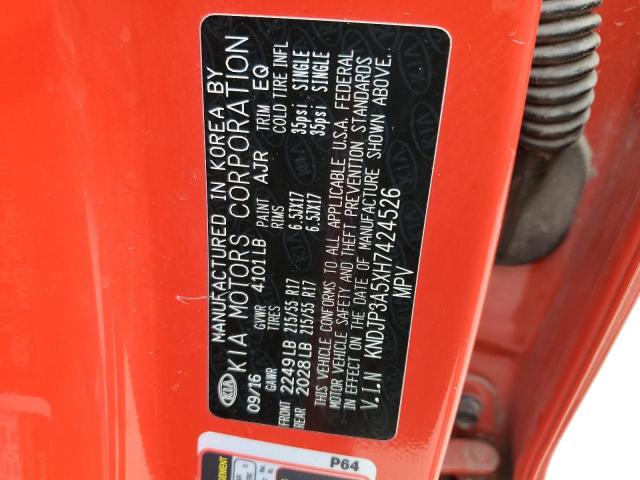 MANUFACTURED IN KOREA BY
KIA KIA MOTORS CORPORATION
09/16 GVWR 4101LB PAINT AJR TRIM EQ
GAWR TIRES RIMS COLD TIRE INFL
FRONT 2249LB 215/55 R17 6.5JX17 35psi SINGLE
REAR 2028LB 215/55 R17 6.5JX17 35psi SINGLE
THIS VEHICLE CONFORMS TO ALL APPLICABLE U.S.A. FEDERAL
MOTOR VEHICLE SAFETY, AND THEFT PREVENTION STANDARDS
IN EFFECT ON THE DATE OF MANUFACTURE SHOWN ABOVE.
V.I.N KNDJP3A5XH7424526
MPV
P64